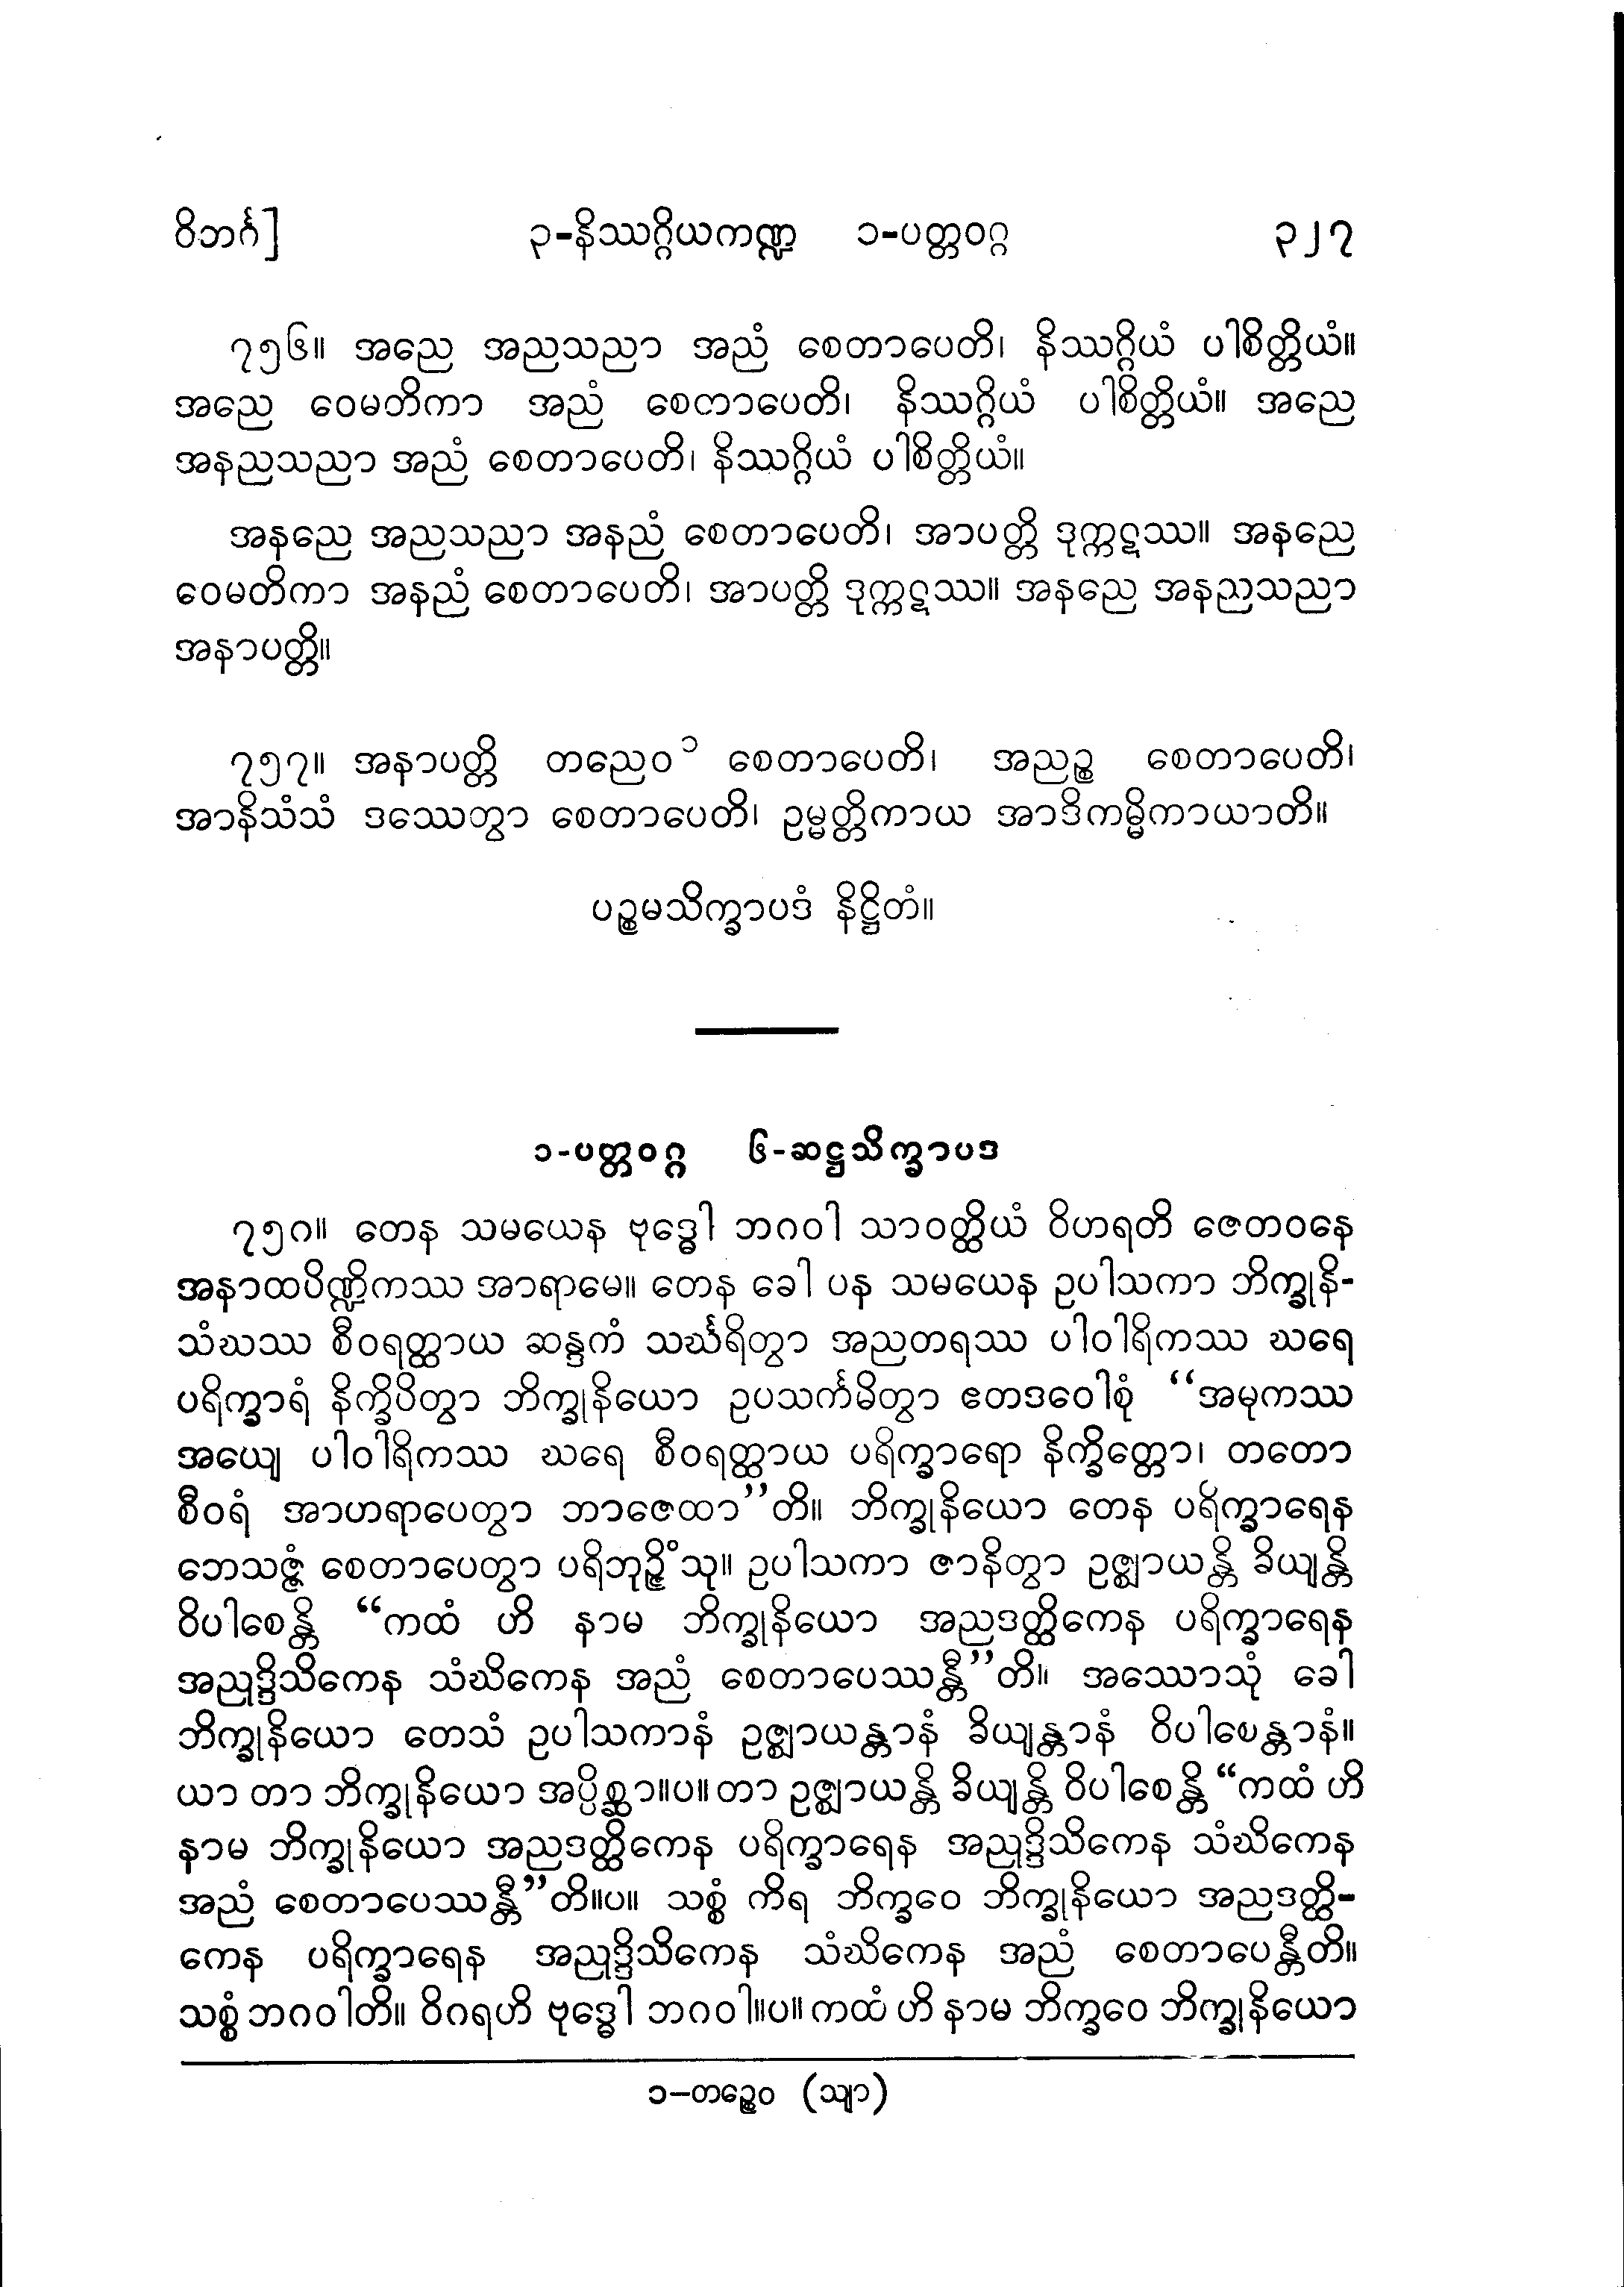 ဝိဘင်္ဂ] ၃-နိဿဂ္ဂိယကဏ္ဍ ၁-ပတ္တဝဂ္ဂ ၃၂၇
၇၅၆။ အညေ အညသညာ အညံ စေတာပေတိ၊ နိဿဂ္ဂိယံ ပါစိတ္တိယံ။
အညေ ဝေမတိကာ အညံ စေတာပေတိ၊ နိဿဂ္ဂိယံ ပါစိတ္တိယံ။ အညေ
အနညသညာ အညံ စေတာပေတိ၊ နိဿဂ္ဂိယံ ပါစိတ္တိယံ။
အနညေ အညသညာ အနညံ စေတာပေတိ၊ အာပတ္တိ ဒုက္ကဋဿ။ အနညေ
ဝေမတိကာ အနညံ စေတာပေတိ၊ အာပတ္တိ ဒုက္ကဋဿ။ အနညေ အနညသညာ
အနာပတ္တိ။
၇၅၇။ အနာပတ္တိ တညေဝ ၁ စေတာပေတိ၊ အညဉ္စ စေတာပေတိ၊
အာနိသံသံ ဒဿေတွာ စေတာပေတိ၊ ဥမ္မတ္တိကာယ အာဒိကမ္မိကာယာတိ။
ပဉ္စမသိက္ခာပဒံ နိဋ္ဌိတံ။
၁-ပတ္တဝဂ္ဂ ၆-ဆဋ္ဌသိက္ခာပဒ
၇၅၈။ တေန သမယေန ဗုဒ္ဓေါ ဘဂဝါ သာဝတ္ထိယံ ဝိဟရတိ ဇေတဝနေ
အနာထပိဏ္ဍိကဿ အာရာမေ။ တေန ခေါ ပန သမယေန ဥပါသကာ ဘိက္ခုနိ-
သံဃဿ စီဝရတ္ထာယ ဆန္ဒကံ သင်္ဃရိတွာ အညတရဿ ပါဝါရိကဿ ဃရေ
ပရိက္ခာရံ နိက္ခိပိတွာ ဘိက္ခုနိယော ဥပသင်္ကမိတွာ ဧတဒဝေါစုံ “အမုကဿ
အယျေ ပါဝါရိကဿ ဃရေ စီဝရတ္ထာယ ပရိက္ခာရော နိက္ခိတ္တော၊ တတော
စီဝရံ အာဟရာပေတွာ ဘာဇေထာ”တိ။ ဘိက္ခုနိယော တေန ပရိက္ခာရေန
ဘေသဇ္ဇံ စေတာပေတွာ ပရိဘုဉ္ဇိံသု။ ဥပါသကာ ဇာနိတွာ ဥဇ္ဈာယန္တိ ခိယျန္တိ
ဝိပါစေန္တိ “ကထံ ဟိ နာမ ဘိက္ခုနိယော အညဒတ္ထိကေန ပရိက္ခာရေန
အညုဒ္ဒိသိကေန သံဃိကေန အညံ စေတာပေဿန္တီ”တိ။ အဿောသုံ ခေါ
ဘိက္ခုနိယော တေသံ ဥပါသကာနံ ဥဇ္ဈာယန္တာနံ ခိယျန္တာနံ ဝိပါစေန္တာနံ။
ယာ တာ ဘိက္ခုနိယော အပ္ပိစ္ဆာ။ပ။ တာ ဥဇ္ဈာယန္တိ ခိယျန္တိ ဝိပါစေန္တိ “ကထံ ဟိ
နာမ ဘိက္ခုနိယော အညဒတ္ထိကေန ပရိက္ခာရေန အညုဒ္ဒိသိကေန သံဃိကေန
အညံ စေတာပေဿန္တီ”တိ။ပ။ သစ္စံ ကိရ ဘိက္ခဝေ ဘိက္ခုနိယော အညဒတ္ထိ-
ကေန ပရိက္ခာရေန အညုဒ္ဒိသိကေန သံဃိကေန အညံ စေတာပေန္တီတိ။
သစ္စံ ဘဂဝါတိ။ ဝိဂရဟိ ဗုဒ္ဓေါ ဘဂဝါ။ပ။ ကထံ ဟိ နာမ ဘိက္ခဝေ ဘိက္ခုနိယော
၁-တဉ္စေဝ (သျာ)